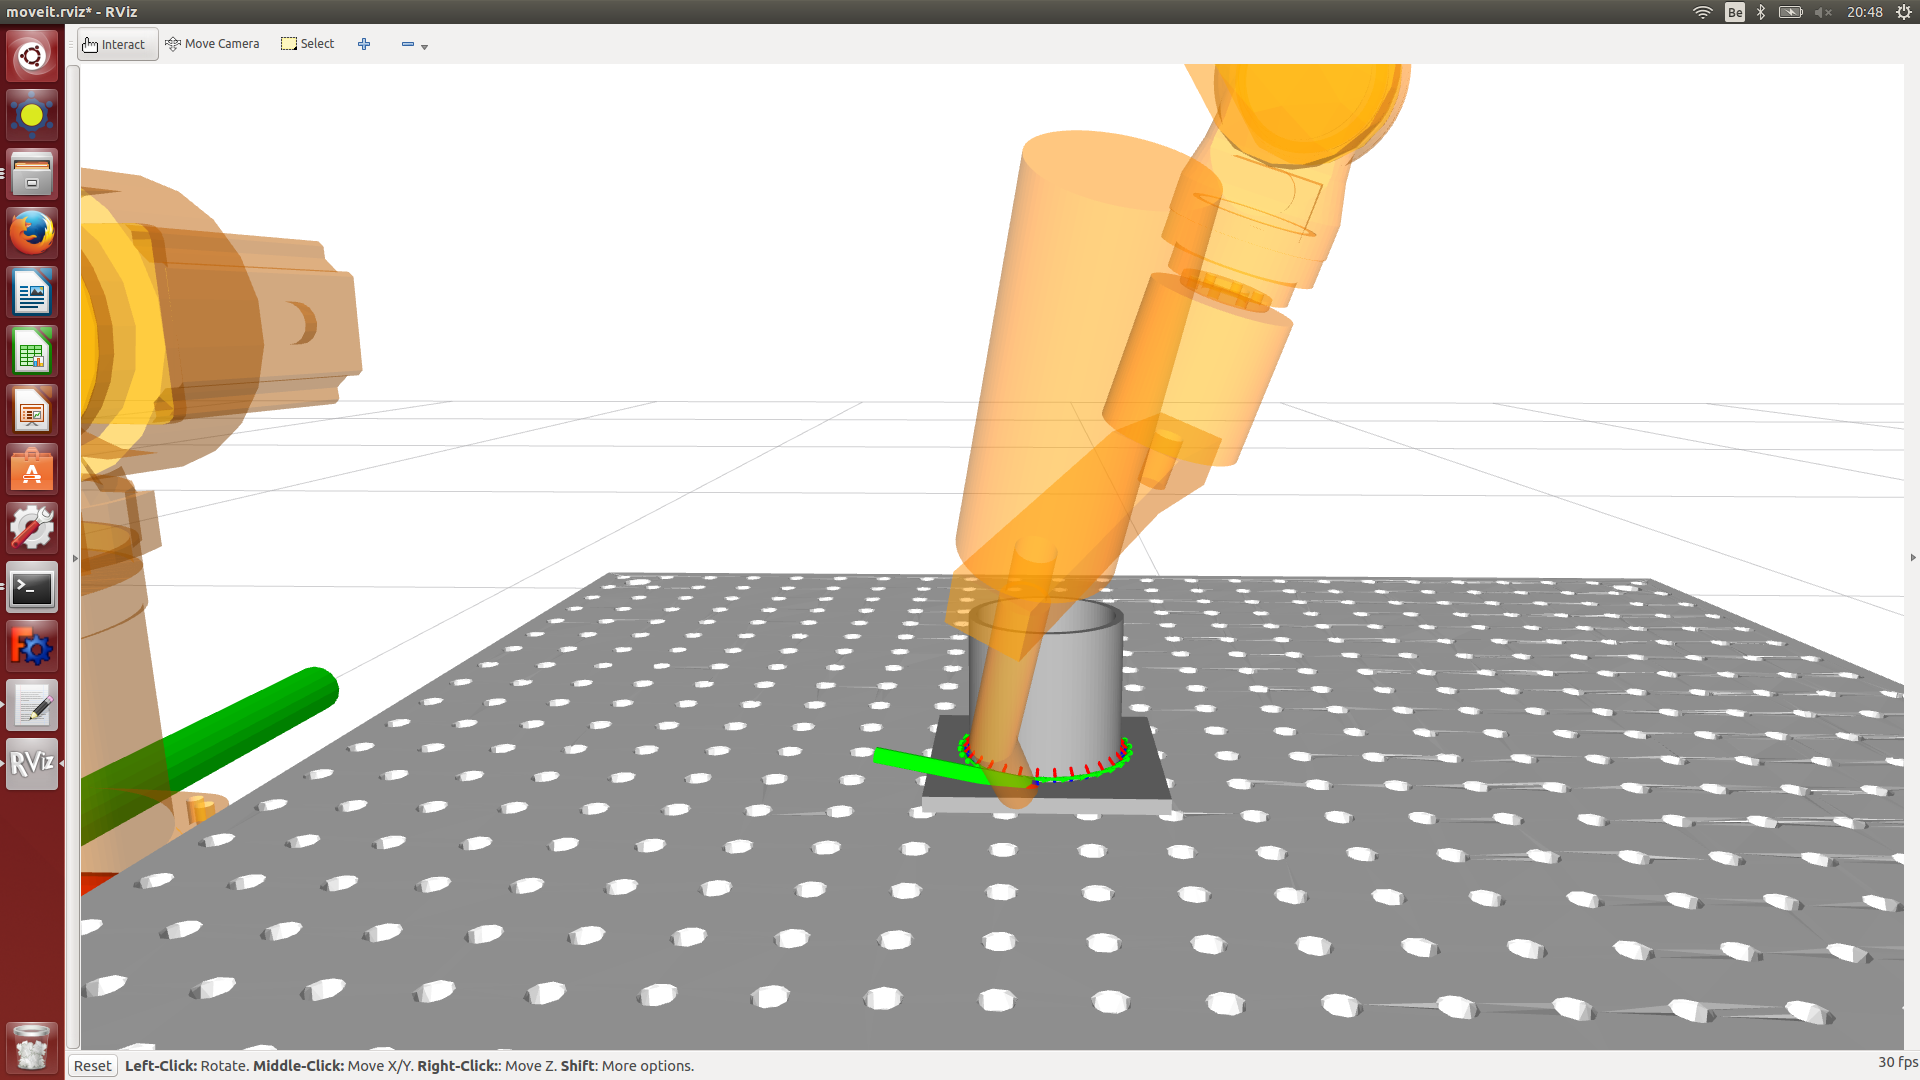 moveit.rviz* - RViz
Be
20:48
Interact
Move Camera
Select
RViz
Reset
Left-Click: Rotate. Middle-Click: Move X/Y. Right-Click:: Move Z. Shift: More options.
30 fps